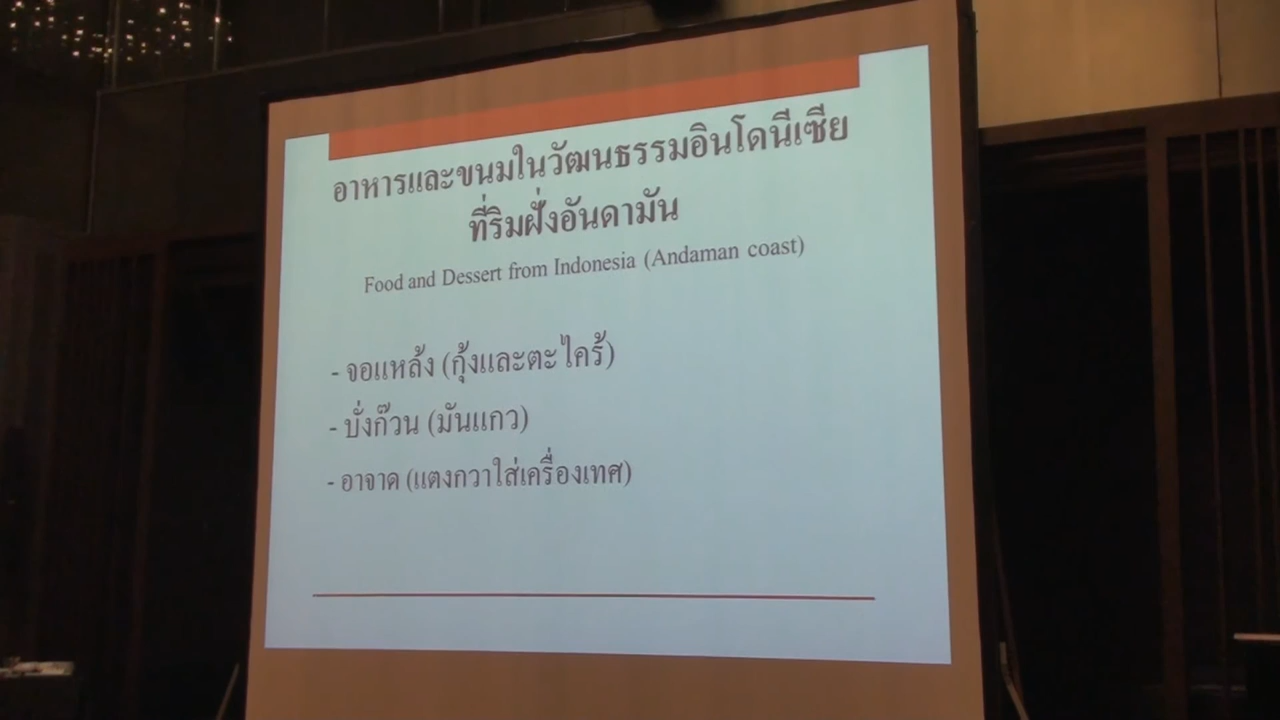 อาหารและขนมในวัฒนธรรมอินโดนีเซีย
ที่ริมฝั่งอันดามัน
Food and Dessert from Indonesia (Andaman coast)
- จอแหล้ง (กุ้งและตะไคร้)
- บั่งก๊วน (มันแกว)
- อาจาด (แตงกวาใส่เครื่องเทศ)